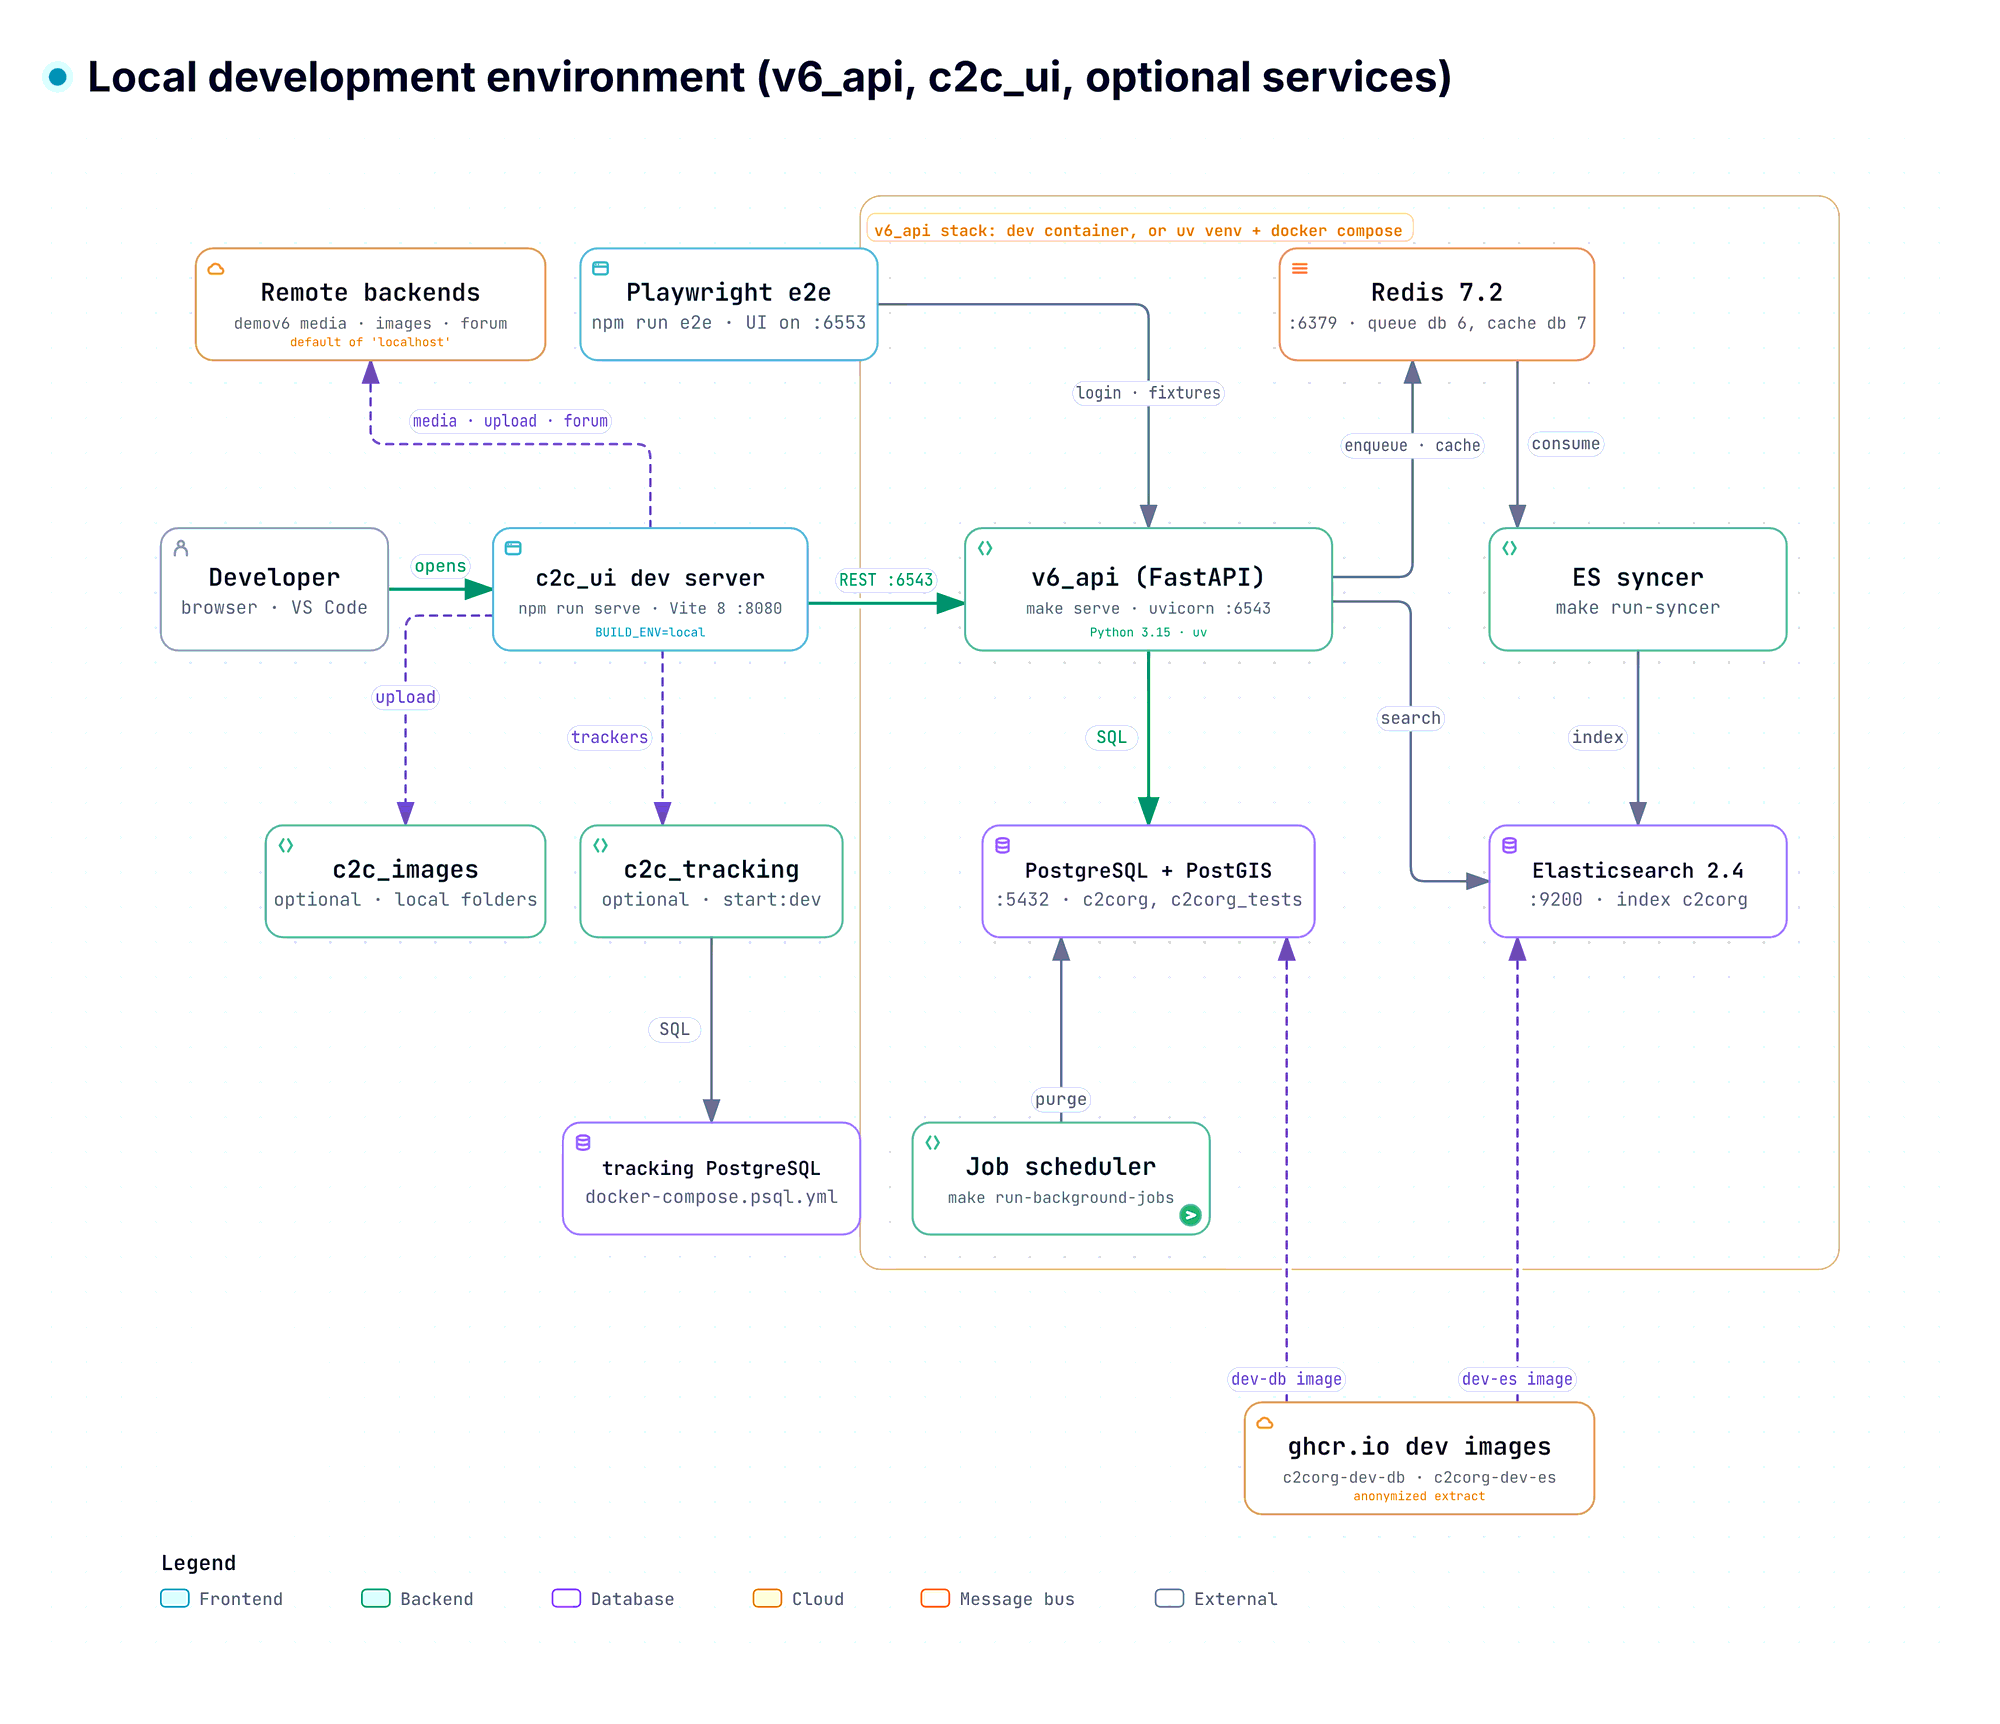 Local development environment (v6_api, c2c_ui, optional services)
v6_api stack: dev container, or uv venv + docker compose
Remote backends
demov6 media · images · forum
default of 'localhost'
Playwright e2e
npm run e2e · UI on :6553
Redis 7.2
:6379 · queue db 6, cache db 7
login · fixtures
media · upload · forum
enqueue · cache
consume
Developer
browser · VS Code
opens
c2c_ui dev server
npm run serve · Vite 8 :8080
BUILD_ENV=local
REST :6543
v6_api (FastAPI)
make serve · uvicorn :6543
Python 3.15 · uv
ES syncer
make run-syncer
upload
trackers
SQL
search
index
c2c_images
optional · local folders
c2c_tracking
optional · start:dev
PostgreSQL + PostGIS
:5432 · c2corg, c2corg_tests
Elasticsearch 2.4
:9200 · index c2corg
SQL
purge
tracking PostgreSQL
docker-compose.psql.yml
Job scheduler
make run-background-jobs
dev-db image
dev-es image
ghcr.io dev images
c2corg-dev-db · c2corg-dev-es
anonymized extract
Legend
Frontend
Backend
Database
Cloud
Message bus
External